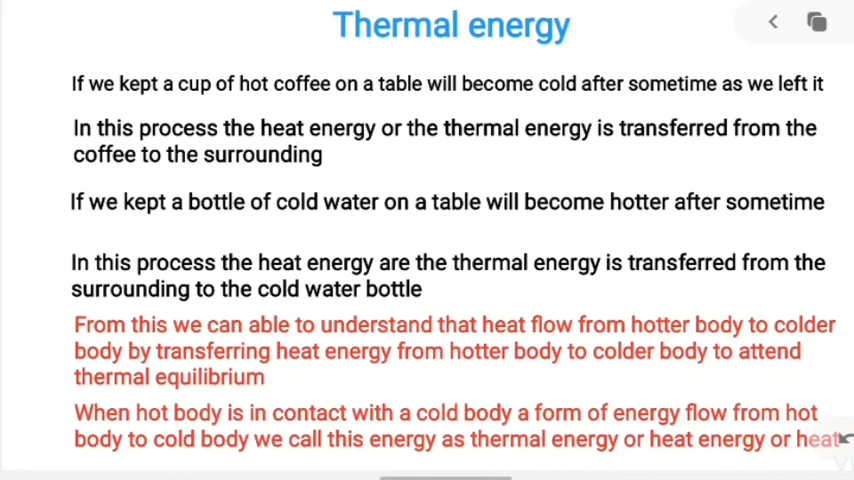 Thermal energy
If we kept a cup of hot coffee on a table will become cold after sometime as we left it
In this process the heat energy or the thermal energy is transferred from the
coffee to the surrounding
If we kept a bottle of cold water on a table will become hotter after sometime
In this process the heat energy are the thermal energy is transferred from the
surrounding to the cold water bottle
From this we can able to understand that heat flow from hotter body to colder
body by transferring heat energy from hotter body to colder body to attend
thermal equilibrium
When hot body is in contact with a cold body a form of energy flow from hot
body to cold body we call this energy as thermal energy or heat energy or heat